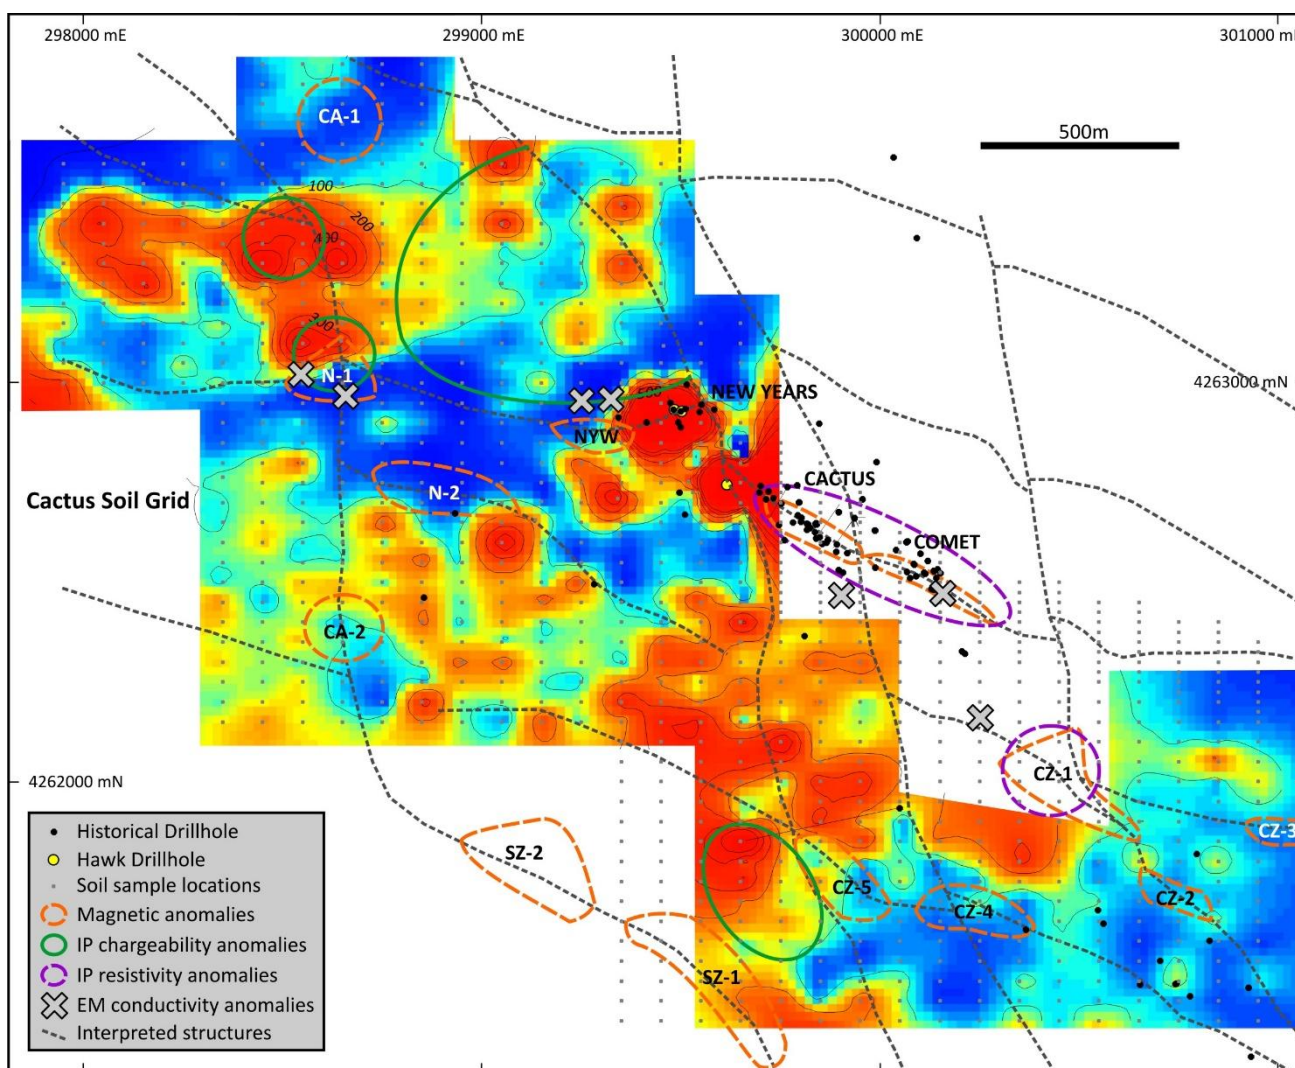 298000 mE
299000 mE
300000 mE
301000 mE
CA-1
500m
100
200
400
300
N-1
4263000 mN
500
NEW YEARS
NYW
CACTUS
N-2
Cactus Soil Grid
COMET
CA-2
CZ-1
4262000 mN
CZ-3
SZ-2
CZ-5
CZ-2
CZ-4
SZ-1
Historical Drillhole
Hawk Drillhole
Soil sample locations
Magnetic anomalies
IP chargeability anomalies
IP resistivity anomalies
EM conductivity anomalies
Interpreted structures